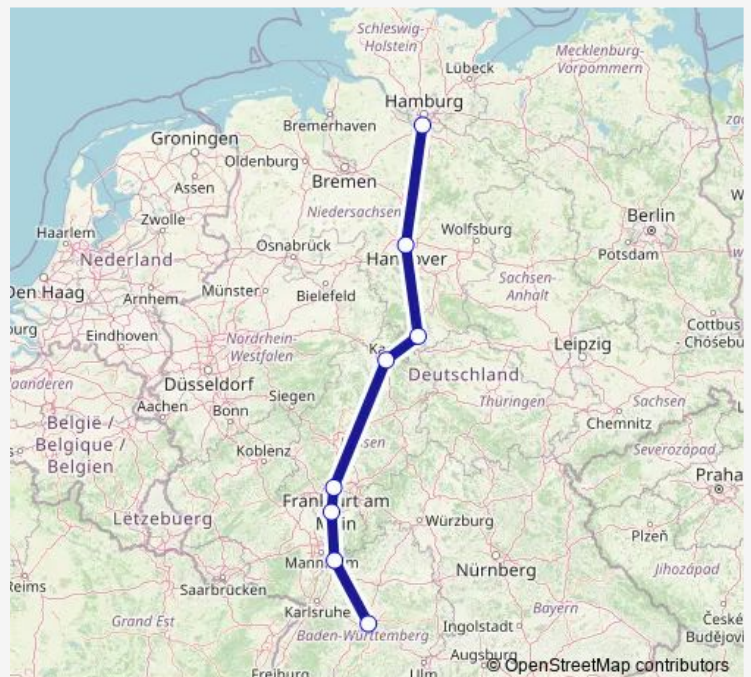 Schleswig-
Holstein
Lübeck
Mecklenburg-
Vorpommern
Hamburg
Bremerhaven
Groningen
Oldenburg
Assen
Bremen
Zwolle
Niedersachsen
Haarlem
Wolfsburg
Berlin
Nederland
Osnabrück
Potsdam
Den Haag
Arnhem
Münster
Bielefeld
Sachsen-
Anhalt
Eindhoven
Nordrhein-
Westfalen
Leipzig
Cottbus
Düsseldorf
Deutschland
Aachen
Bonn
Siegen
Thüringen
Sachsen
Chemnitz
België /
Belgique /
Belgien
Koblenz
Severozápad
Praha
Lëtzebuerg
Würzburg
Plzeň
Nürnberg
Jihozápad
Saarbrücken
Karlsruhe
Grand Est
Baden-Württemberg
Bayern
Ingolstadt
České
Augsburg
Ulm
© OpenStreetMap contributors